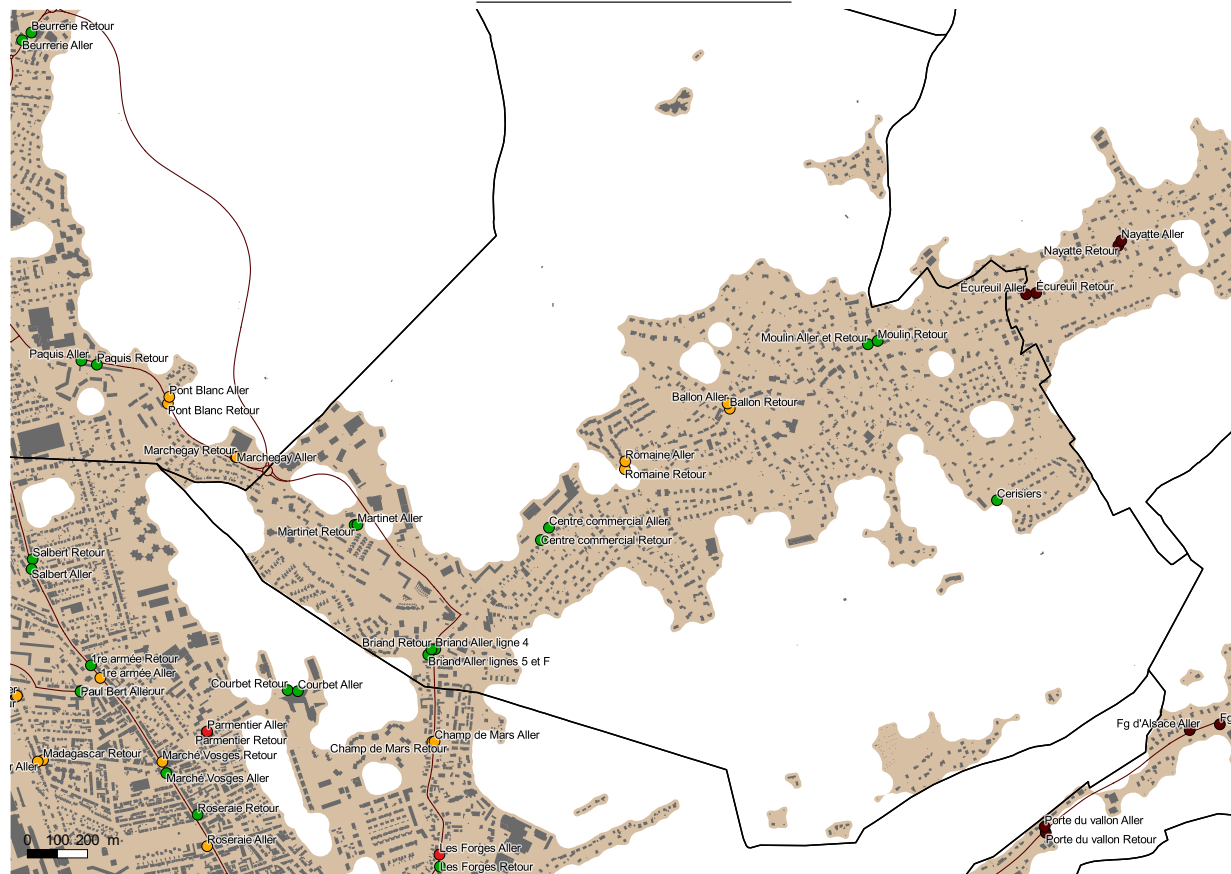 Beurrerie Retour
Beurrerie Aller
Nayatte Aller
Nayatte Retour
Écureuil Aller
Écureuil Retour
Moulin Aller et Retour
Moulin Retour
Paquis Aller
Paquis Retour
Pont Blanc Aller
Pont Blanc Retour
Ballon Aller
Ballon Retour
Marchegay Retour
Marchegay Aller
Romaine Aller
Romaine Retour
Cerisiers
Martinet Aller
Martinet Retour
Centre commercial Aller
Centre commercial Retour
Salbert Retour
Salbert Aller
Briand Retour
Briand Aller ligne 4
Briand Aller lignes 5 et F
1re armée Retour
1re armée Aller
Paul Bert Aller
Courbet Retour
Courbet Aller
Parmentier Aller
Parmentier Retour
Fg d'Alsace Aller
Fg
Champ de Mars Aller
Champ de Mars Retour
Madagascar Retour
Marché Vosges Retour
Marché Vosges Aller
r Aller
Roseraie Retour
Roseraie Aller
Porte du vallon Aller
Porte du vallon Retour
0 100 200 m
Les Forges Aller
Les Forges Retour